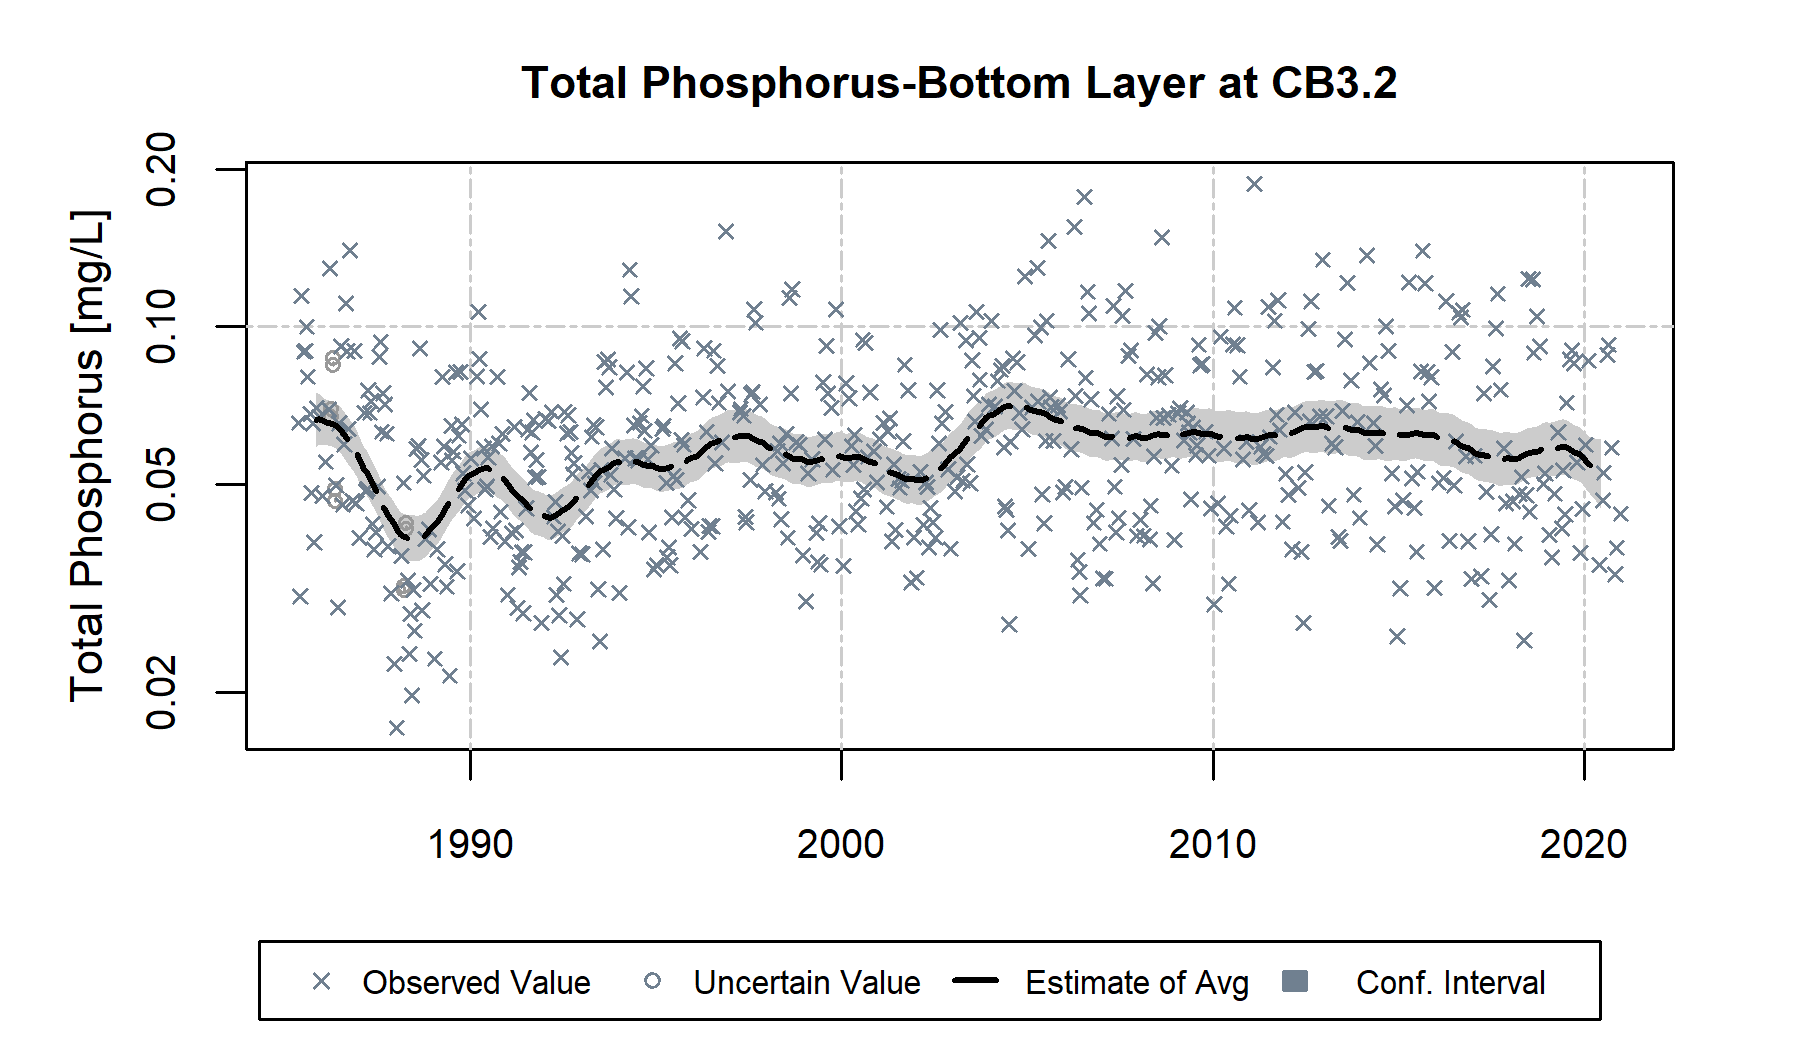 Total Phosphorus-Bottom Layer at CB3.2
Total Phosphorus [mg/L]
0.20
0.10
0.05
0.02
1990 2000 2010 2020
Observed Value Uncertain Value Estimate of Avg Conf. Interval